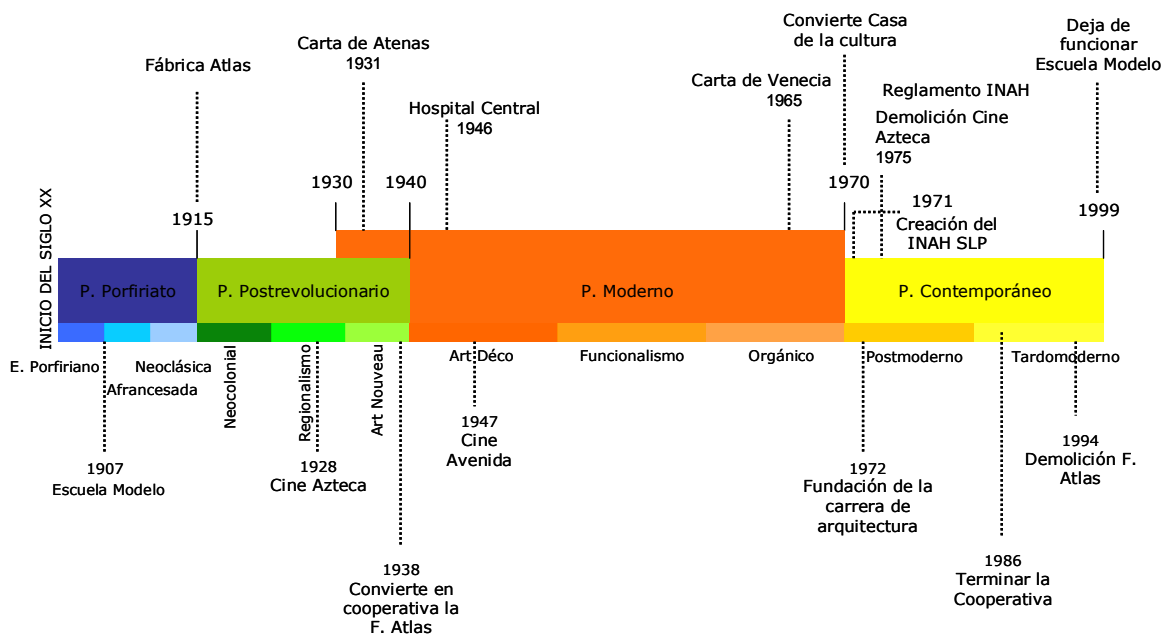 Fábrica Atlas
1915
Carta de Atenas
1931
1930
1940
Hospital Central
1946
Carta de Venecia
1965
Convierte Casa
de la cultura
1970
Reglamento INAH
Demolición Cine
Azteca
1975
1971
Creación del
INAH SLP
Deja de
funcionar
Escuela Modelo
1999
INICIO DEL SIGLO XX
P. Porfiriato
P. Postrevolucionario
P. Moderno
P. Contemporáneo
E. Porfiriano
Afrancesada
Neoclásica
Neocolonial
Regionalismo
Art Nouveau
Art Déco
Funcionalismo
Orgánico
Postmoderno
Tardomoderno
1907
Escuela Modelo
1928
Cine Azteca
1938
Convierte en
cooperativa la
F. Atlas
1947
Cine
Avenida
1972
Fundación de la
carrera de
arquitectura
1986
Terminar la
Cooperativa
1994
Demolición F.
Atlas